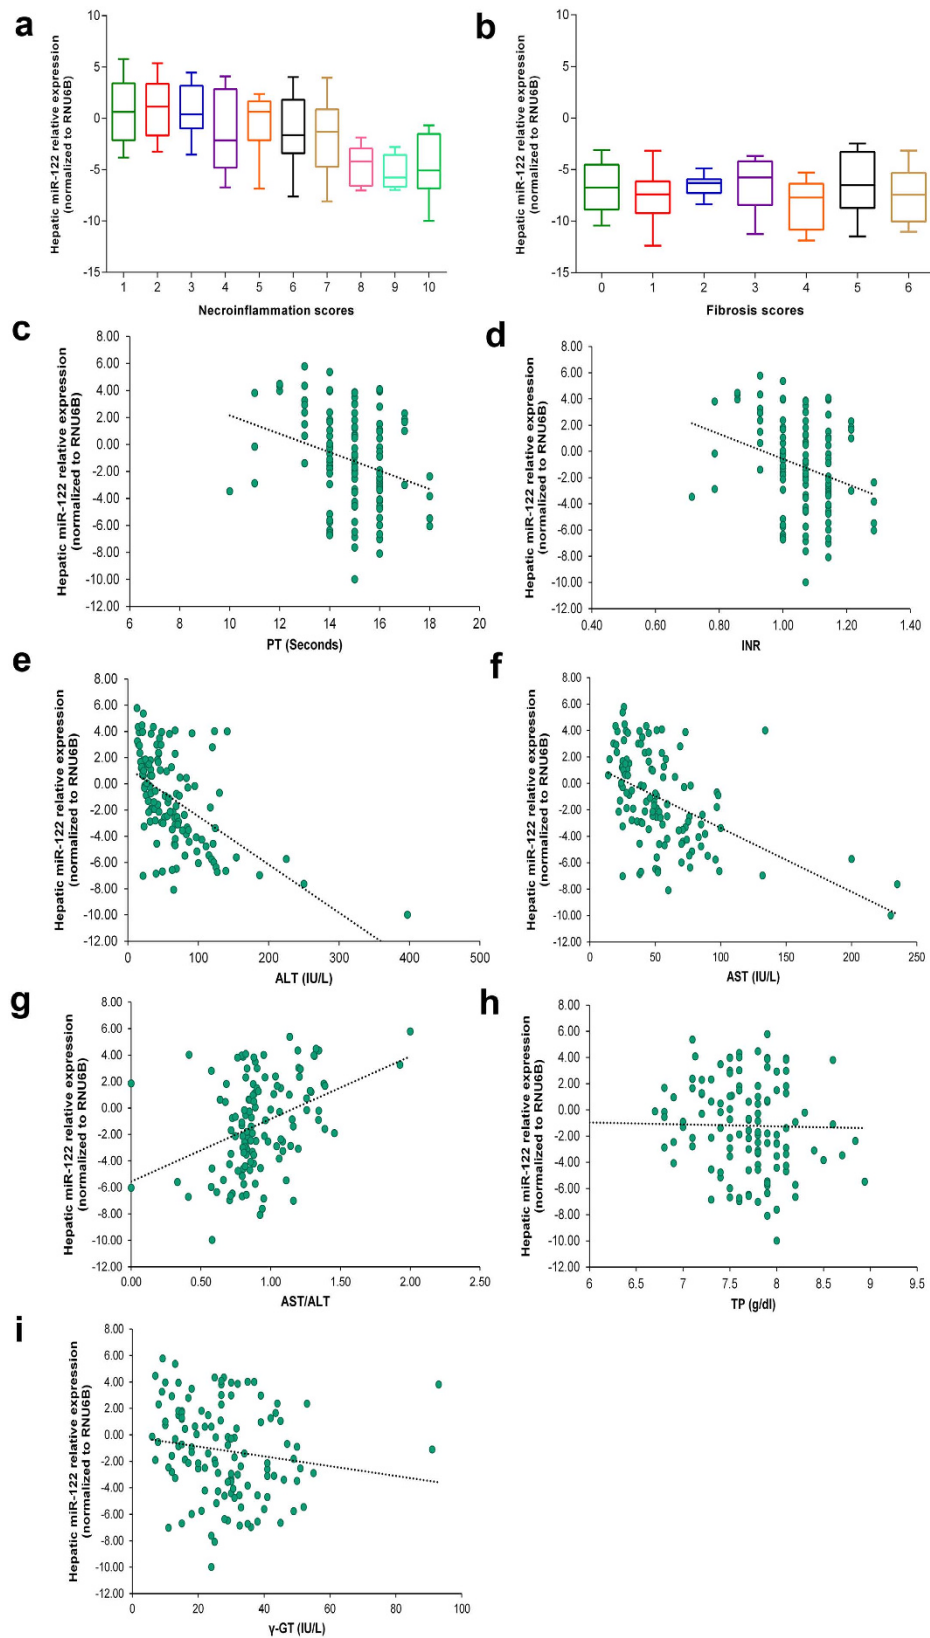 a
Hepatic miR-122 relative expression
(normalized to RNU6B)
10
5
0
-5
-10
-15
1 2 3 4 5 6 7 8 9 10
Necroinflammation scores
b
Hepatic miR-122 relative expression
(normalized to RNU6B)
10
5
0
-5
-10
-15
0 1 2 3 4 5 6
Fibrosis scores
c
Hepatic miR-122 relative expression
(normalized to RNU6B)
8.00
6.00
4.00
2.00
0.00
-2.00
-4.00
-6.00
-8.00
-10.00
-12.00
6 8 10 12 14 16 18 20
PT (Seconds)
d
Hepatic miR-122 relative expression
(normalized to RNU6B)
8.00
6.00
4.00
2.00
0.00
-2.00
-4.00
-6.00
-8.00
-10.00
-12.00
0.40 0.60 0.80 1.00 1.20 1.40
INR
e
Hepatic miR-122 relative expression
(normalized to RNU6B)
8.00
6.00
4.00
2.00
0.00
-2.00
-4.00
-6.00
-8.00
-10.00
-12.00
0 100 200 300 400 500
ALT (IU/L)
f
Hepatic miR-122 relative expression
(normalized to RNU6B)
8.00
6.00
4.00
2.00
0.00
-2.00
-4.00
-6.00
-8.00
-10.00
-12.00
0 50 100 150 200 250
AST (IU/L)
g
Hepatic miR-122 relative expression
(normalized to RNU6B)
8.00
6.00
4.00
2.00
0.00
-2.00
-4.00
-6.00
-8.00
-10.00
-12.00
0.00 0.50 1.00 1.50 2.00 2.50
AST/ALT
h
Hepatic miR-122 relative expression
(normalized to RNU6B)
8.00
6.00
4.00
2.00
0.00
-2.00
-4.00
-6.00
-8.00
-10.00
-12.00
6 6.5 7 7.5 8 8.5 9 9.5
TP (g/dl)
i
Hepatic miR-122 relative expression
(normalized to RNU6B)
8.00
6.00
4.00
2.00
0.00
-2.00
-4.00
-6.00
-8.00
-10.00
-12.00
0 20 40 60 80 100
γ-GT (IU/L)